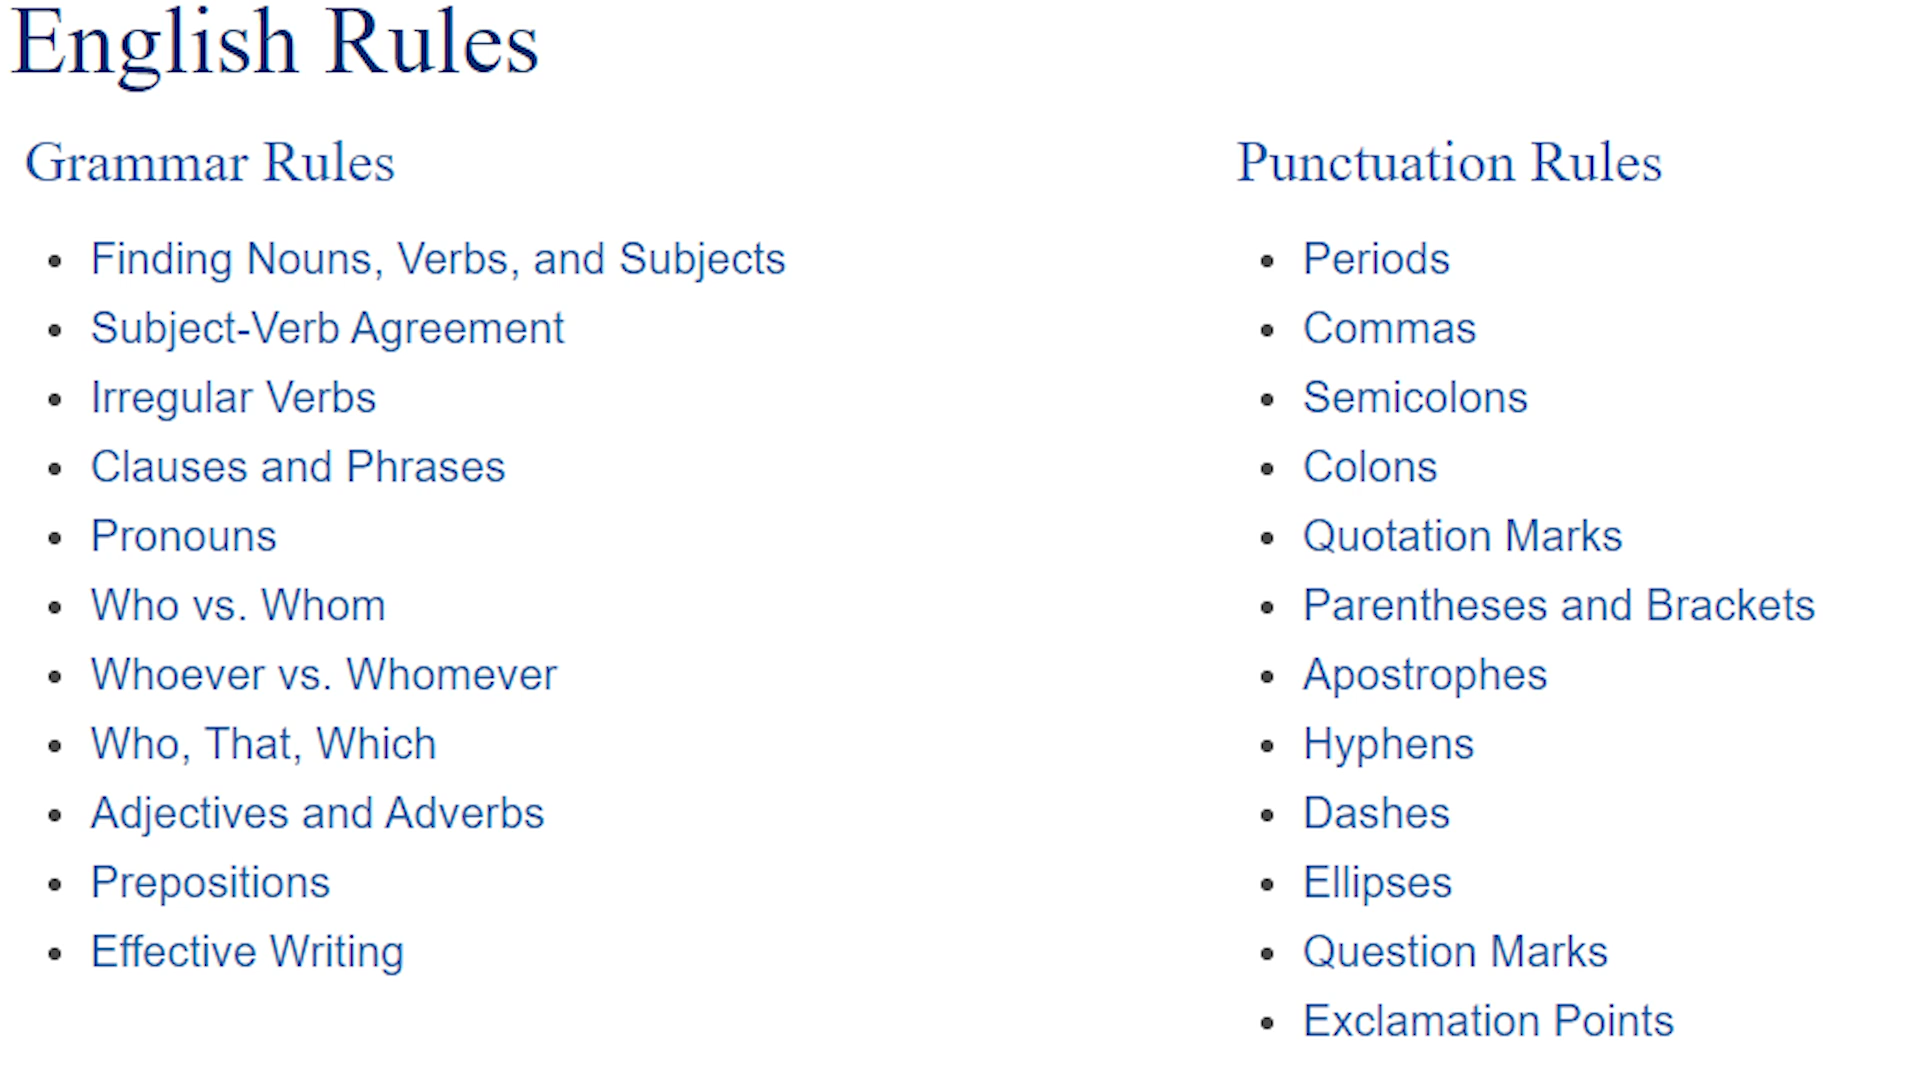 English Rules
Grammar Rules
Finding Nouns, Verbs, and Subjects
Subject-Verb Agreement
Irregular Verbs
Clauses and Phrases
Pronouns
Who vs. Whom
Whoever vs. Whomever
Who, That, Which
Adjectives and Adverbs
Prepositions
Effective Writing
Punctuation Rules
Periods
Commas
Semicolons
Colons
Quotation Marks
Parentheses and Brackets
Apostrophes
Hyphens
Dashes
Ellipses
Question Marks
Exclamation Points